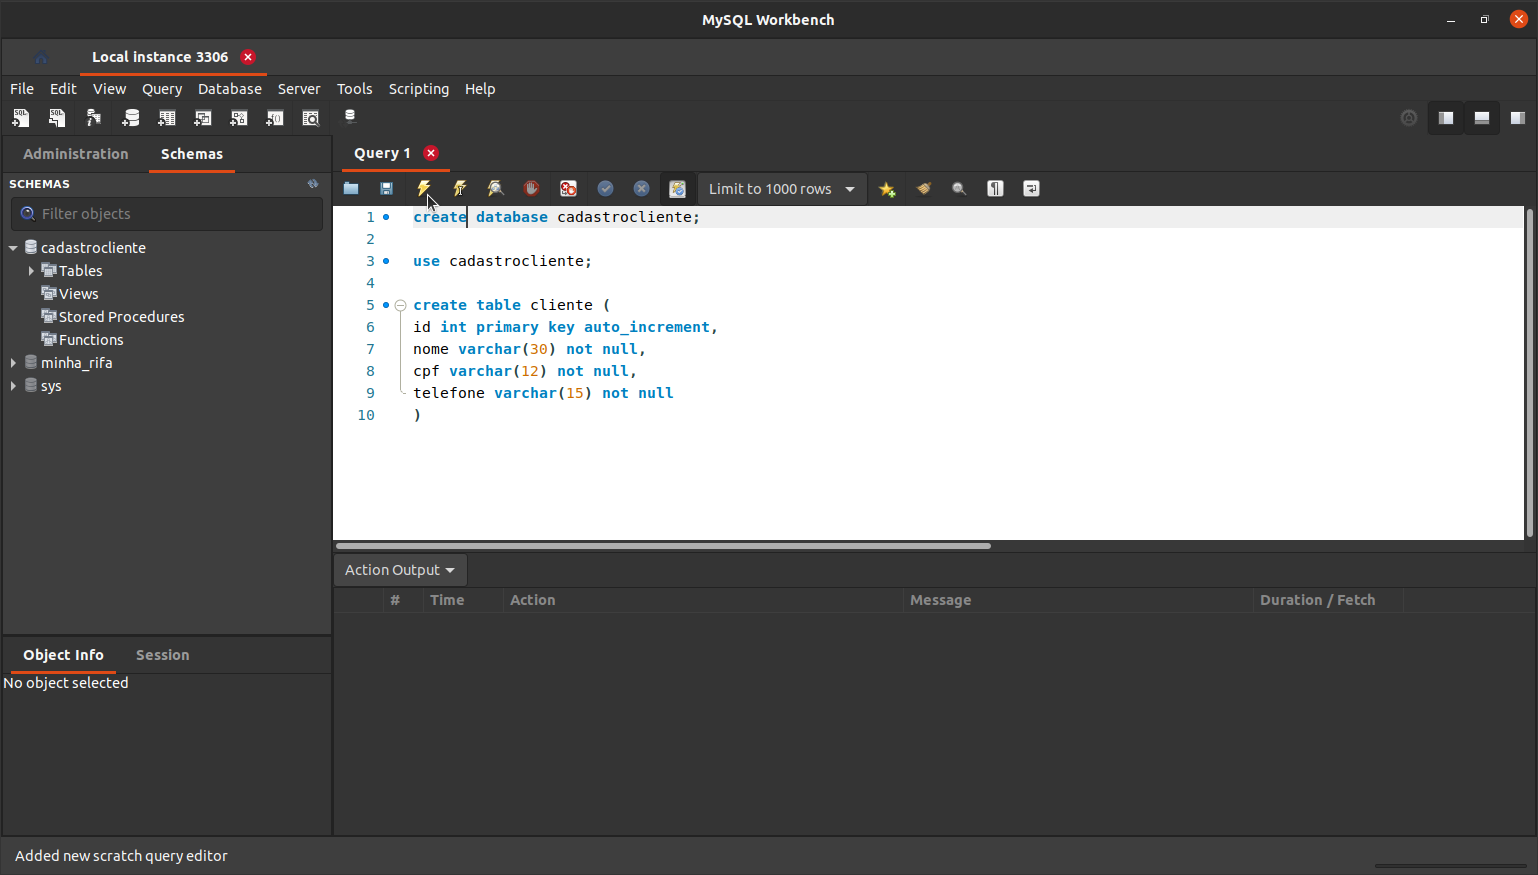 MySQL Workbench
Local instance 3306
File Edit View Query Database Server Tools Scripting Help
Administration Schemas
Query 1
SCHEMAS
Limit to 1000 rows
Filter objects
cadastrocliente
Tables
Views
Stored Procedures
Functions
minha_rifa
sys
1 create database cadastrocliente;
2
3 use cadastrocliente;
4
5 create table cliente (
6 id int primary key auto_increment,
7 nome varchar(30) not null,
8 cpf varchar(12) not null,
9 telefone varchar(15) not null
10 )
Action Output
# Time Action Message Duration / Fetch
Object Info Session
No object selected
Added new scratch query editor